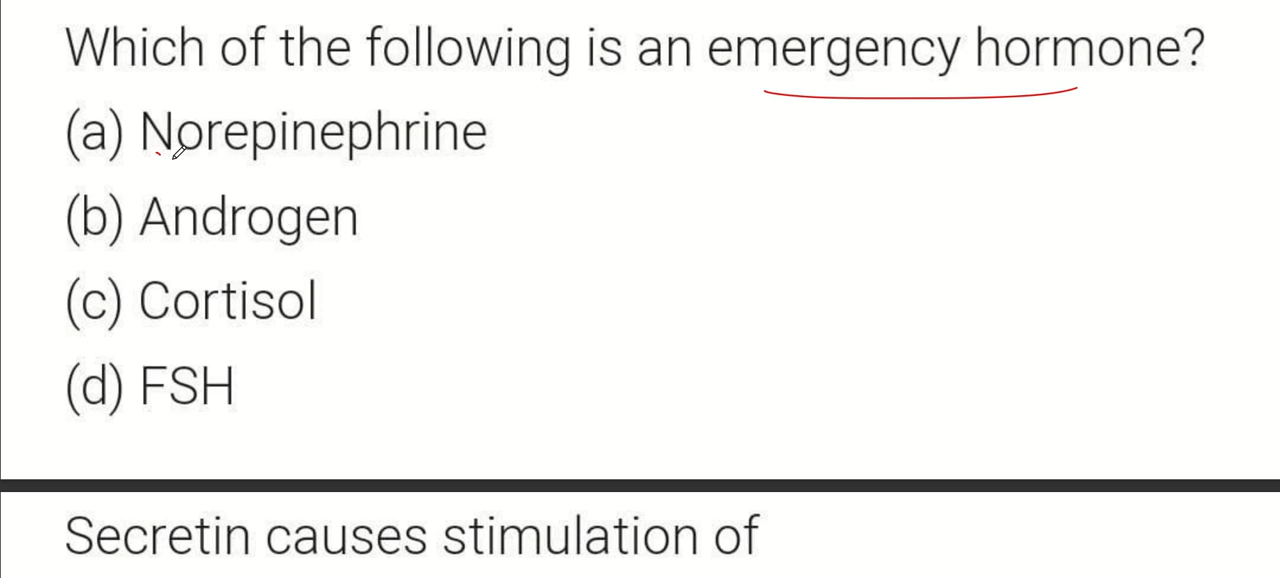 Which of the following is an emergency hormone?
(a) Norepinephrine
(b) Androgen
(c) Cortisol
(d) FSH
Secretin causes stimulation of